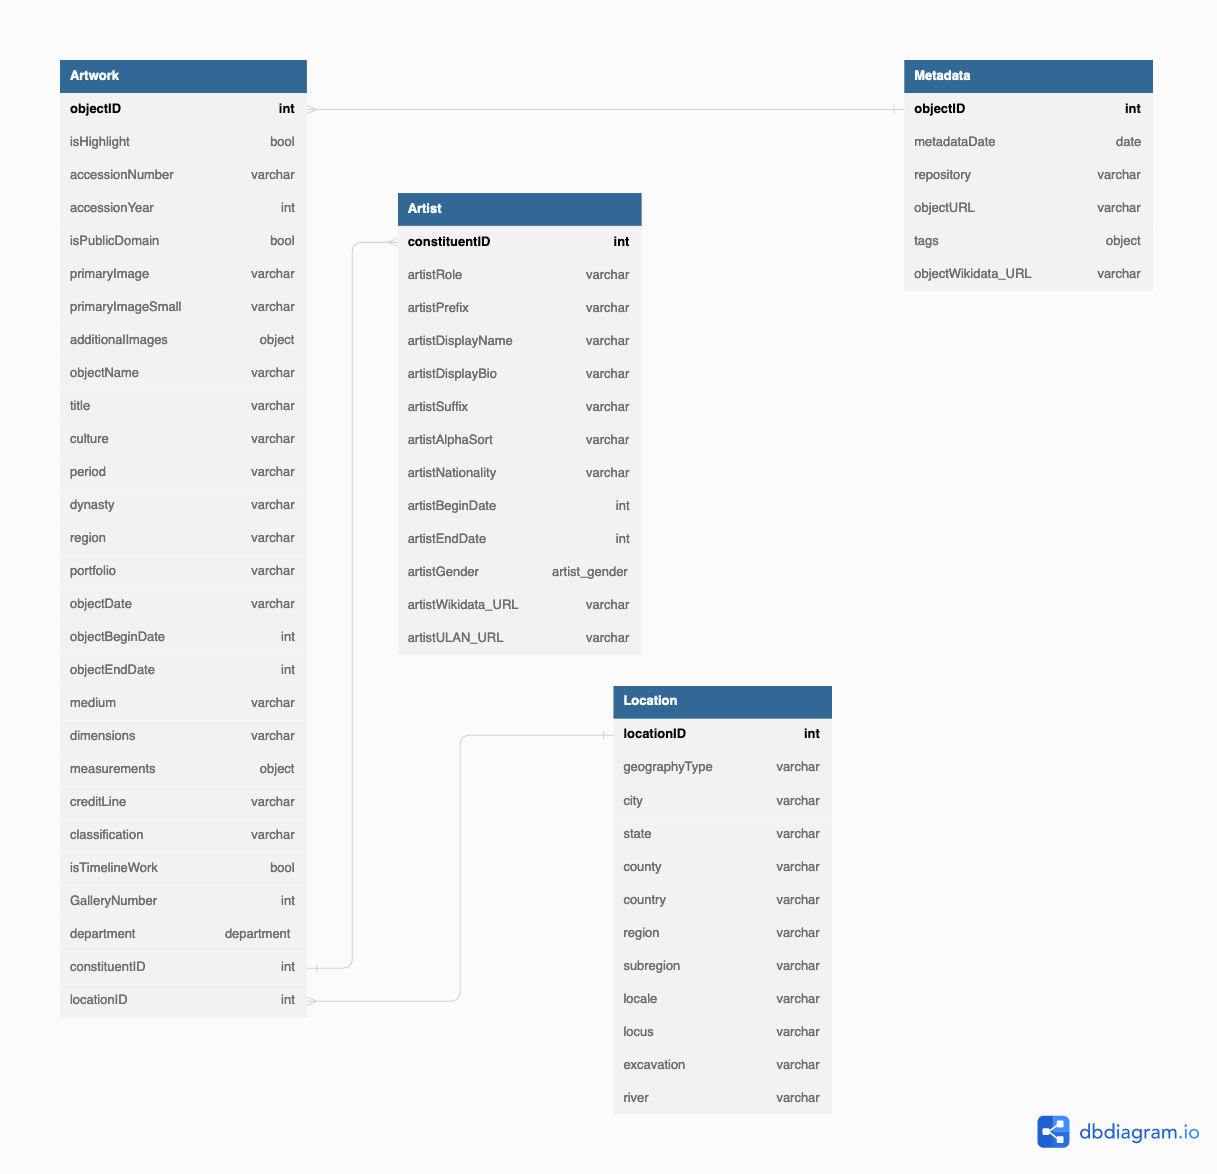 Artwork
objectID int
isHighlight bool
accessionNumber varchar
accessionYear int
isPublicDomain bool
primaryImage varchar
primaryImageSmall varchar
additionalImages object
objectName varchar
title varchar
culture varchar
period varchar
dynasty varchar
region varchar
portfolio varchar
objectDate varchar
objectBeginDate int
objectEndDate int
medium varchar
dimensions varchar
measurements object
creditLine varchar
classification varchar
isTimelineWork bool
GalleryNumber int
department department
constituentID int
locationID int
Artist
constituentID int
artistRole varchar
artistPrefix varchar
artistDisplayName varchar
artistDisplayBio varchar
artistSuffix varchar
artistAlphaSort varchar
artistNationality varchar
artistBeginDate int
artistEndDate int
artistGender artist_gender
artistWikidata_URL varchar
artistULAN_URL varchar
Location
locationID int
geographyType varchar
city varchar
state varchar
county varchar
country varchar
region varchar
subregion varchar
locale varchar
locus varchar
excavation varchar
river varchar
Metadata
objectID int
metadataDate date
repository varchar
objectURL varchar
tags object
objectWikidata_URL varchar
dbdiagram.io